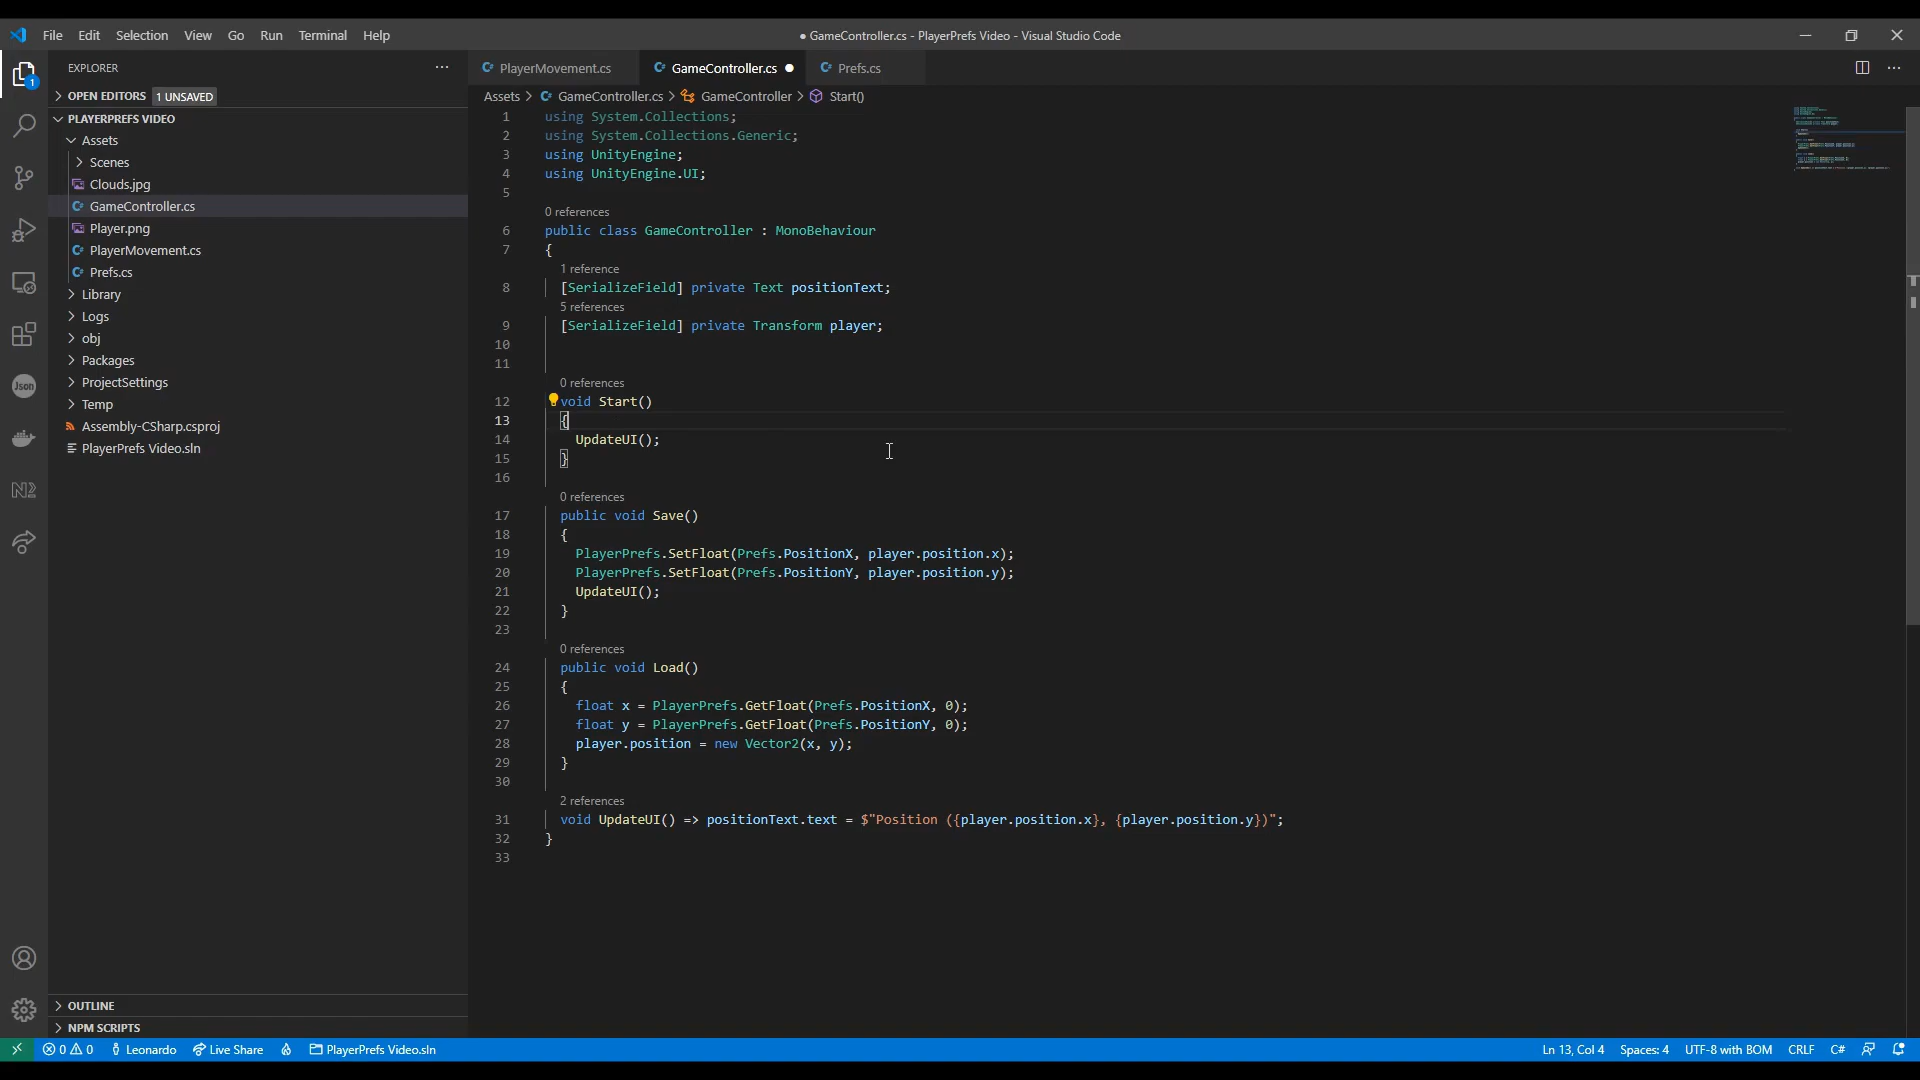 File Edit Selection View Go Run Terminal Help
● GameController.cs - PlayerPrefs Video - Visual Studio Code
EXPLORER
OPEN EDITORS 1 UNSAVED
PLAYERPREFS VIDEO
Assets
Scenes
Clouds.jpg
GameController.cs
Player.png
PlayerMovement.cs
Prefs.cs
Library
Logs
obj
Packages
ProjectSettings
Temp
Assembly-CSharp.csproj
PlayerPrefs Video.sln
OUTLINE
NPM SCRIPTS
1
Json
PlayerMovement.cs GameController.cs ● Prefs.cs
Assets > GameController.cs > GameController > Start()
1 using System.Collections;
2 using System.Collections.Generic;
3 using UnityEngine;
4 using UnityEngine.UI;
5
0 references
6 public class GameController : MonoBehaviour
7 {
1 reference
8 [SerializeField] private Text positionText;
5 references
9 [SerializeField] private Transform player;
10
11
0 references
12 void Start()
13 {
14 UpdateUI();
15 }
16
0 references
17 public void Save()
18 {
19 PlayerPrefs.SetFloat(Prefs.PositionX, player.position.x);
20 PlayerPrefs.SetFloat(Prefs.PositionY, player.position.y);
21 UpdateUI();
22 }
23
0 references
24 public void Load()
25 {
26 float x = PlayerPrefs.GetFloat(Prefs.PositionX, 0);
27 float y = PlayerPrefs.GetFloat(Prefs.PositionY, 0);
28 player.position = new Vector2(x, y);
29 }
30
2 references
31 void UpdateUI() => positionText.text = $"Position ({player.position.x}, {player.position.y})";
32 }
33
0 0 Leonardo Live Share PlayerPrefs Video.sln
Ln 13, Col 4 Spaces: 4 UTF-8 with BOM CRLF C#